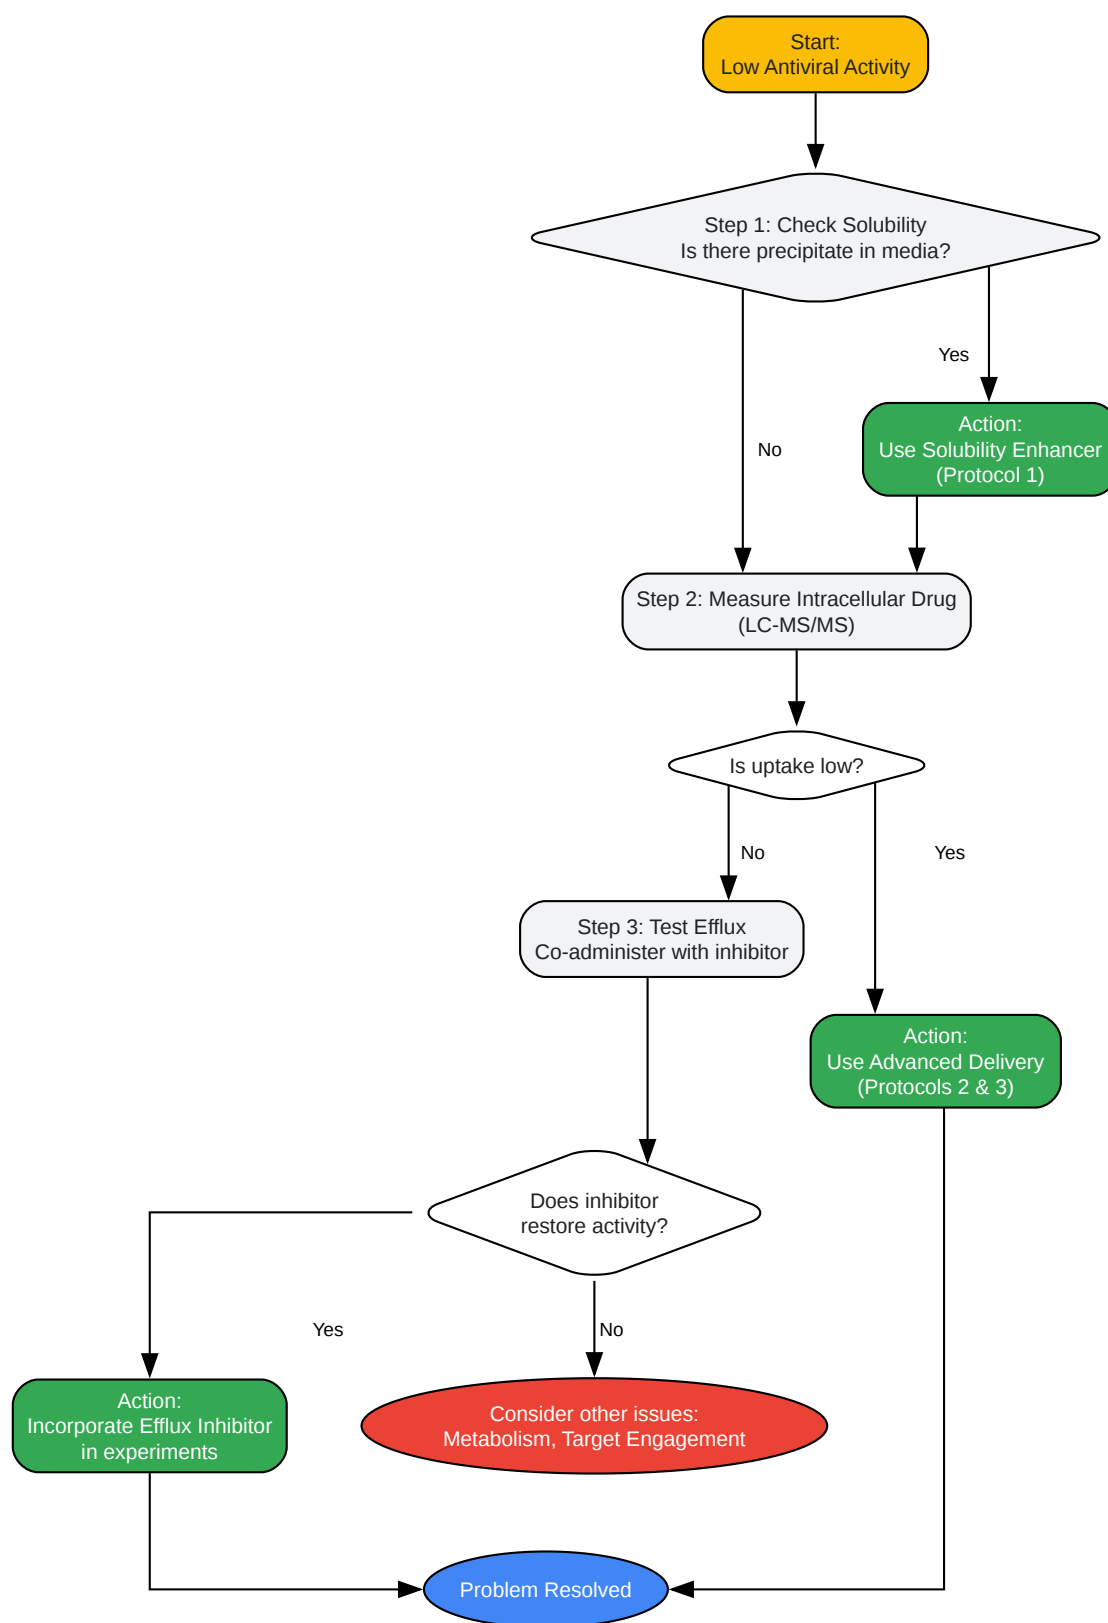 Start:
Low Antiviral Activity
Step 1: Check Solubility
Is there precipitate in media?
Yes
Action:
Use Solubility Enhancer
(Protocol 1)
No
Step 2: Measure Intracellular Drug
(LC-MS/MS)
Is uptake low?
No
Yes
Step 3: Test Efflux
Co-administer with inhibitor
Action:
Use Advanced Delivery
(Protocols 2 & 3)
Does inhibitor
restore activity?
Yes
No
Action:
Incorporate Efflux Inhibitor
in experiments
Consider other issues:
Metabolism, Target Engagement
Problem Resolved